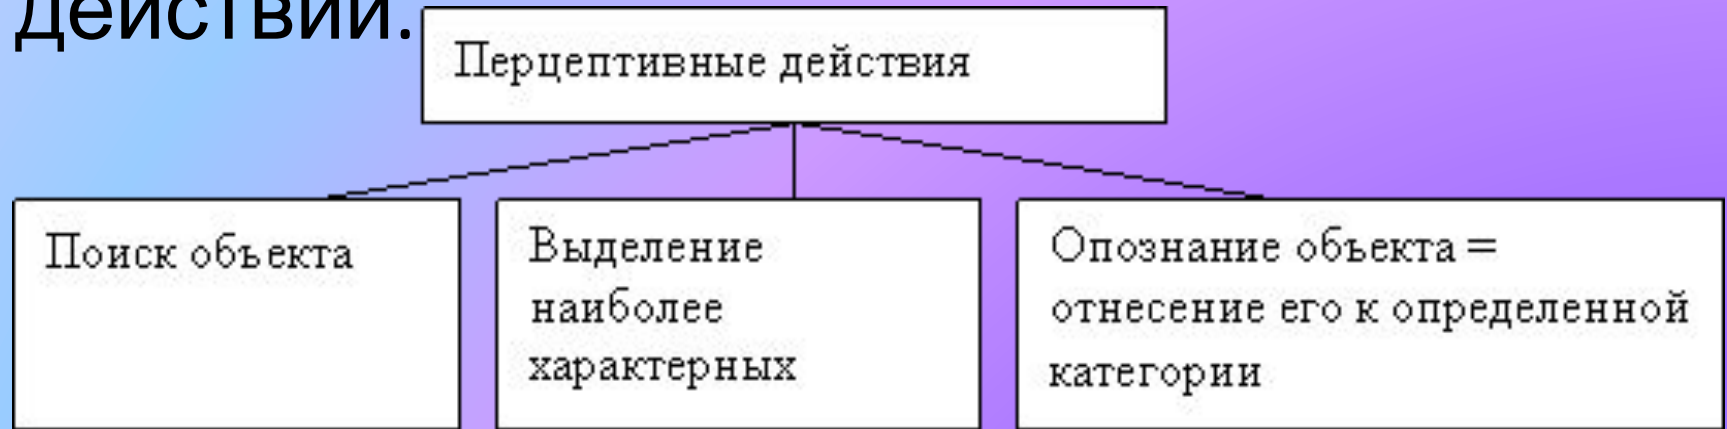 действий.
Перцептивные действия
Поиск объекта
Выделение
наиболее
характерных
Опознание объекта =
отнесение его к определенной
категории